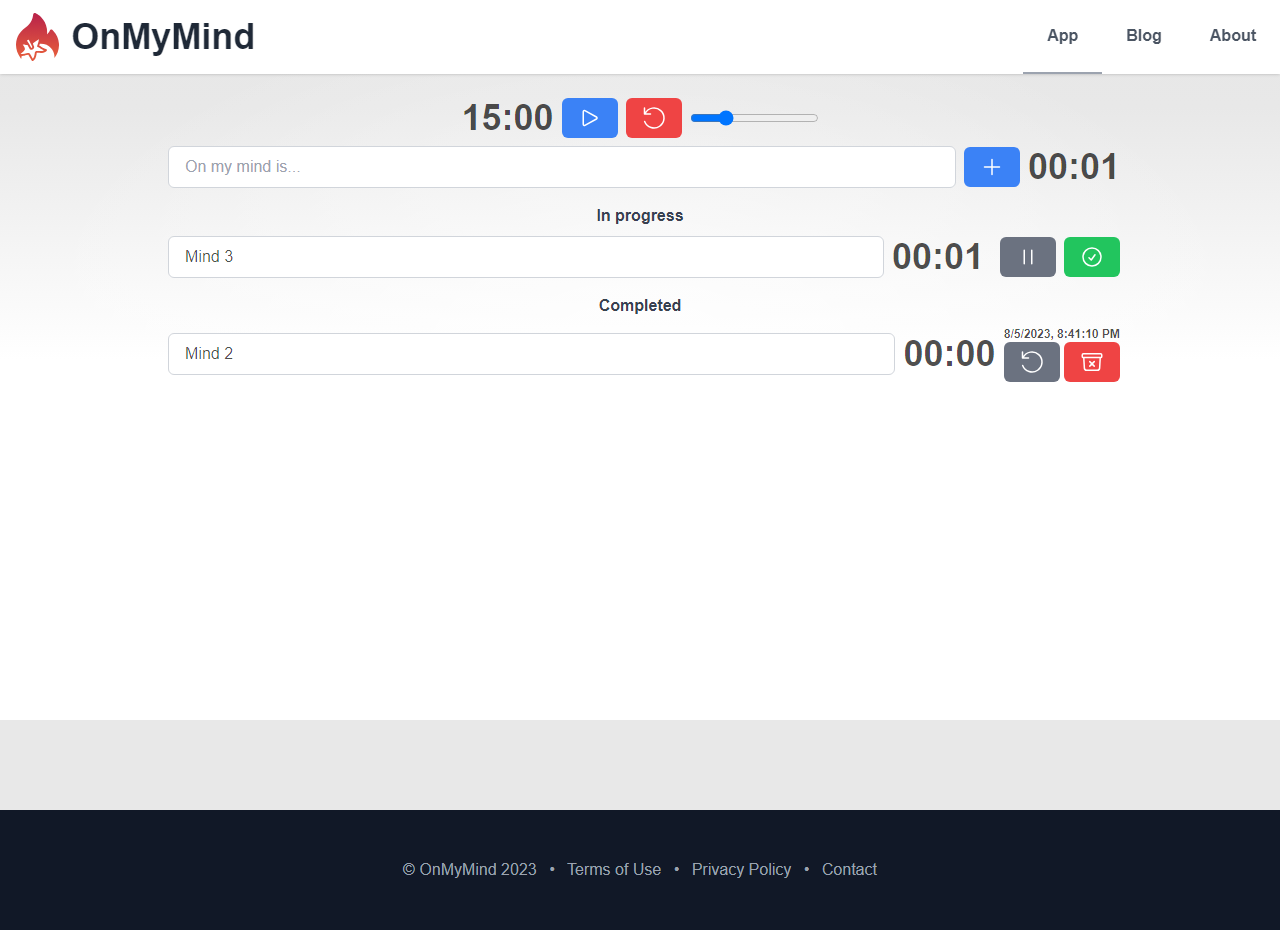 OnMyMind App Blog About
15:00
On my mind is... 00:01
In progress
Mind 3 00:01
Completed
8/5/2023, 8:41:10 PM
Mind 2 00:00
© OnMyMind 2023 • Terms of Use • Privacy Policy • Contact